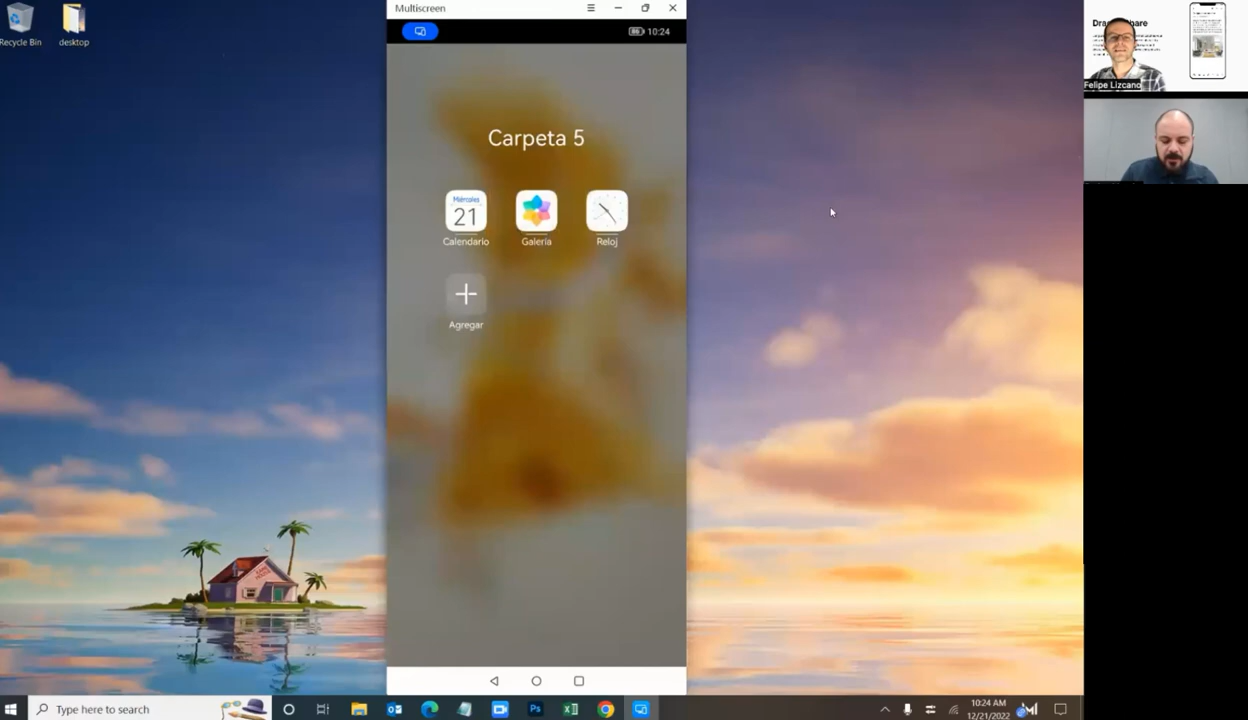 Recycle Bin
desktop
Multiscreen
10:24
Carpeta 5
Miércoles
21
Calendario
Galería
Reloj
Agregar
Felipe Lizcano
Type here to search
10:24 AM
12/21/2022